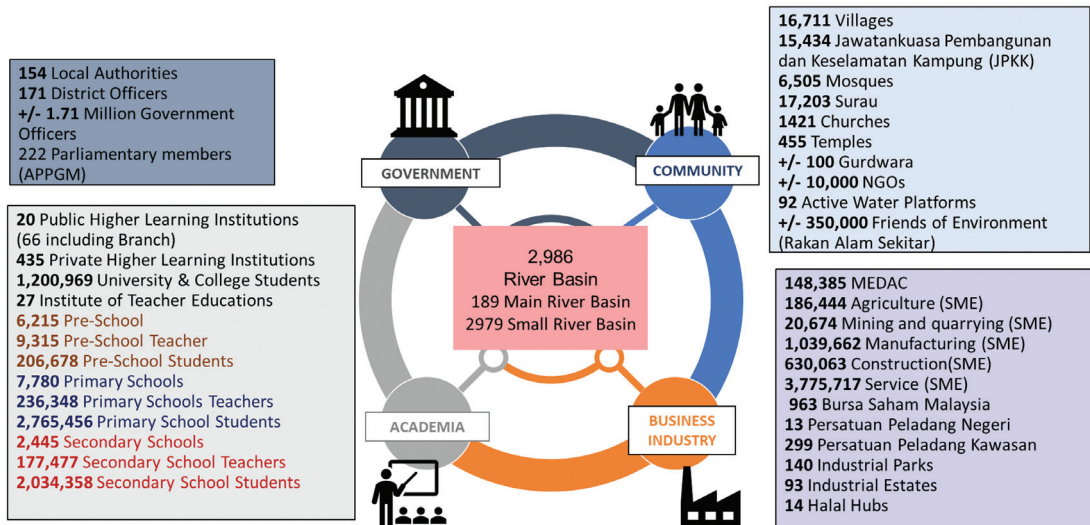 154 Local Authorities
171 District Officers
+/- 1.71 Million Government
Officers
222 Parliamentary members
(APPGM)
20 Public Higher Learning Institutions
(66 including Branch)
435 Private Higher Learning Institutions
1,200,969 University & College Students
27 Institute of Teacher Educations
6,215 Pre-School
9,315 Pre-School Teacher
206,678 Pre-School Students
7,780 Primary Schools
236,348 Primary Schools Teachers
2,765,456 Primary School Students
2,445 Secondary Schools
177,477 Secondary School Teachers
2,034,358 Secondary School Students
GOVERNMENT
COMMUNITY
2,986
River Basin
189 Main River Basin
2979 Small River Basin
ACADEMIA
BUSINESS
INDUSTRY
16,711 Villages
15,434 Jawatankuasa Pembangunan
dan Keselamatan Kampung (JPKK)
6,505 Mosques
17,203 Surau
1421 Churches
455 Temples
+/- 100 Gurdwara
+/- 10,000 NGOs
92 Active Water Platforms
+/- 350,000 Friends of Environment
(Rakan Alam Sekitar)
148,385 MEDAC
186,444 Agriculture (SME)
20,674 Mining and quarrying (SME)
1,039,662 Manufacturing (SME)
630,063 Construction(SME)
3,775,717 Service (SME)
963 Bursa Saham Malaysia
13 Persatuan Peladang Negeri
299 Persatuan Peladang Kawasan
140 Industrial Parks
93 Industrial Estates
14 Halal Hubs